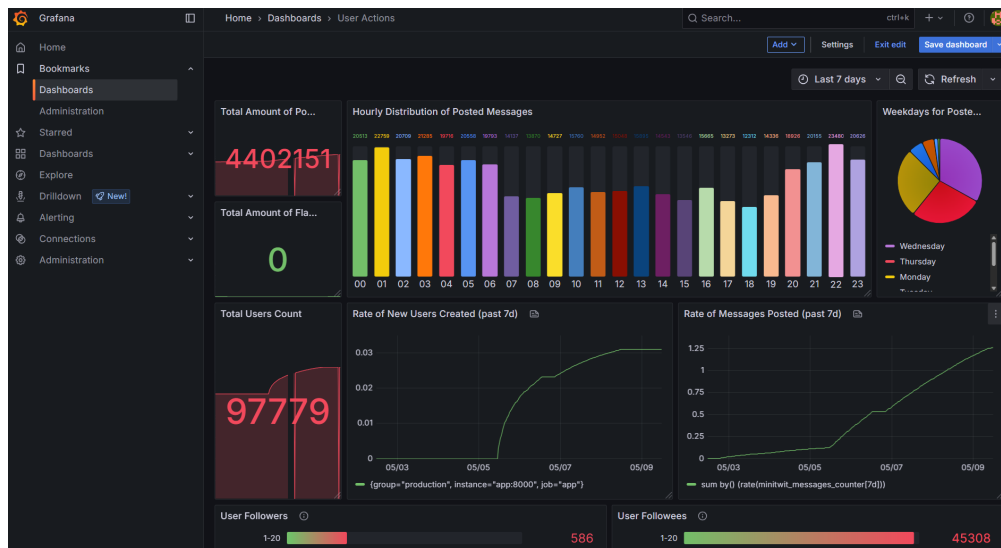 Grafana
Home > Dashboards > User Actions
Search...
ctrl+k
Home
Bookmarks
Dashboards
Administration
Starred
Dashboards
Explore
Drilldown New!
Alerting
Connections
Administration
Add
Settings
Exit edit
Save dashboard
Last 7 days
Refresh
Total Amount of Po...
4402151
Total Amount of Fla...
0
Hourly Distribution of Posted Messages
20513 22759 20709 21285 19716 20558 19793 14137 14727 15780 14952 15665 13273 12312 14336 18928 20155 23480 20626
00 01 02 03 04 05 06 07 08 09 10 11 12 13 14 15 16 17 18 19 20 21 22 23
Weekdays for Poste...
Wednesday
Thursday
Monday
Tuesday
Total Users Count
97779
Rate of New Users Created (past 7d)
0.03
0.02
0.01
0
05/03 05/05 05/07 05/09
{group="production", instance="app:8000", job="app"}
Rate of Messages Posted (past 7d)
1.25
1
0.75
0.5
0.25
0
05/03 05/05 05/07 05/09
sum by() (rate(minitwit_messages_counter[7d]))
User Followers
1-20
586
User Followees
1-20
45308